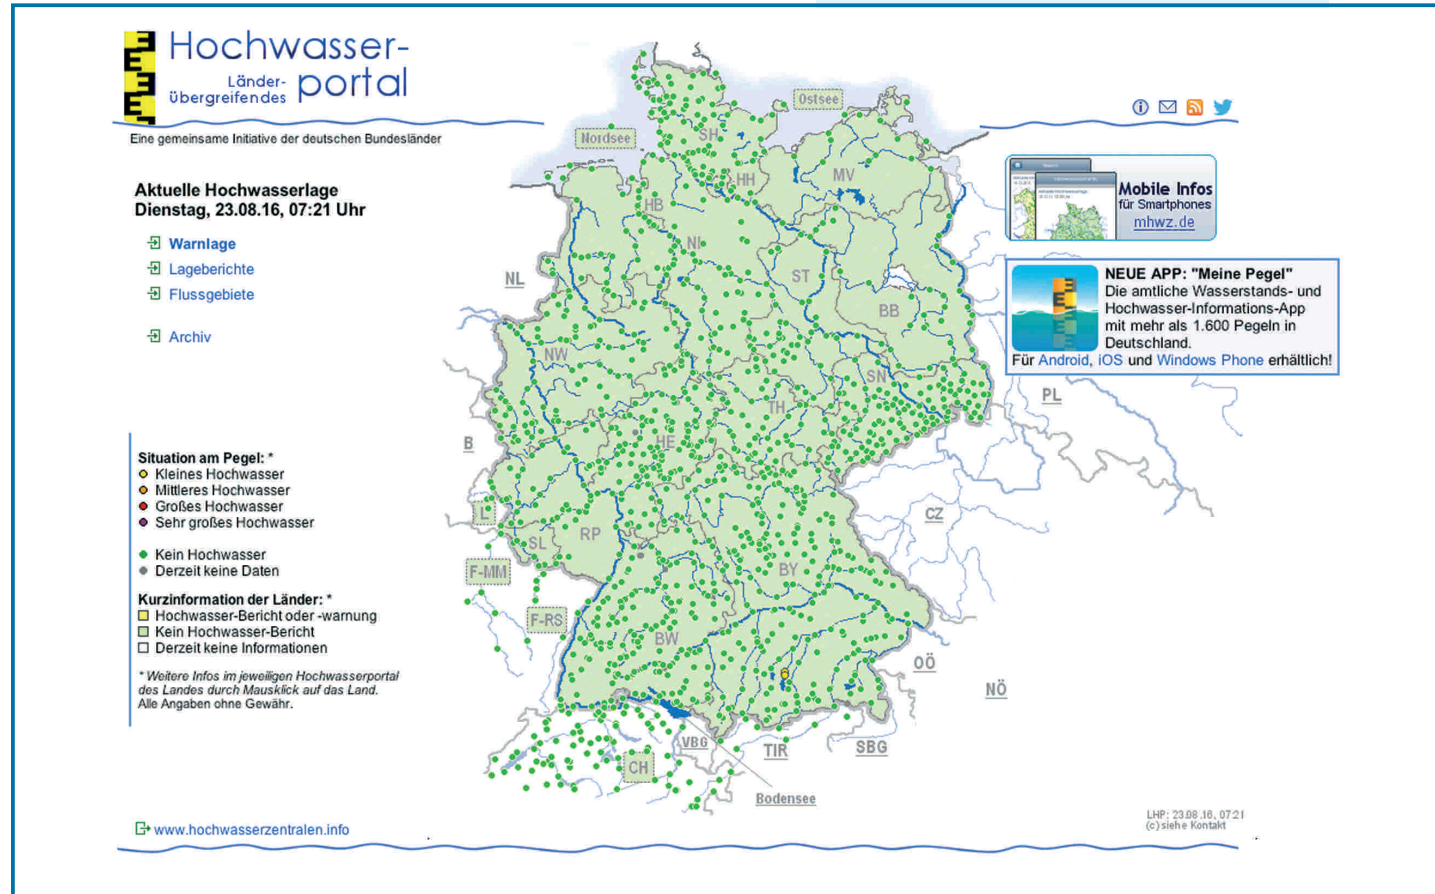 Hochwasser-
Länder-
übergreifendes portal
Eine gemeinsame Initiative der deutschen Bundesländer
Aktuelle Hochwasserlage
Dienstag, 23.08.16, 07:21 Uhr
Warnlage
Lageberichte
Flussgebiete
Archiv
Situation am Pegel: *
Kleines Hochwasser
Mittleres Hochwasser
Großes Hochwasser
Sehr großes Hochwasser
Kein Hochwasser
Derzeit keine Daten
Kurzinformation der Länder: *
Hochwasser-Bericht oder -warnung
Kein Hochwasser-Bericht
Derzeit keine Informationen
* Weitere Infos im jeweiligen Hochwasserportal
des Landes durch Mausklick auf das Land.
Alle Angaben ohne Gewähr.
www.hochwasserzentralen.info
Ostsee
Nordsee
SH
HH
MV
HB
NI
NL
ST
BB
NW
SN
TH
HE
B
PL
L
RP
SL
CZ
F-MM
BY
F-RS
BW
OÖ
NÖ
VBG
TIR
SBG
CH
Bodensee
Mobile Infos
für Smartphones
mhwz.de
NEUE APP: "Meine Pegel"
Die amtliche Wasserstands- und
Hochwasser-Informations-App
mit mehr als 1.600 Pegeln in
Deutschland.
Für Android, iOS und Windows Phone erhältlich!
LHP: 23.08.16, 07:21
(c) siehe Kontakt